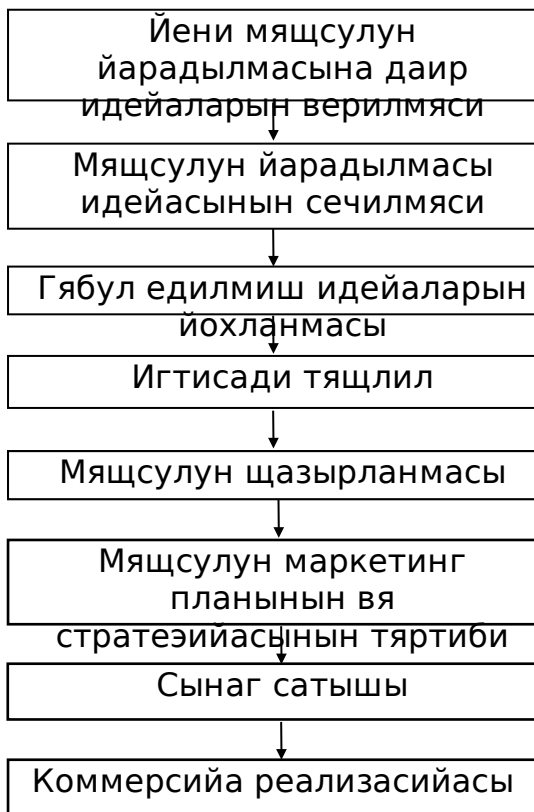 Йени мящсулун
йарадылмасына даир
идейаларын верилмяси
Мящсулун йарадылмасы
идейасынын сечилмяси
Гябул едилмиш идейаларын
йохланмасы
Игтисади тящлил
Мящсулун щазырланмасы
Мящсулун маркетинг
планынын вя
стратеэийасынын тяртиби
Сынаг сатышы
Коммерсийа реализасийасы